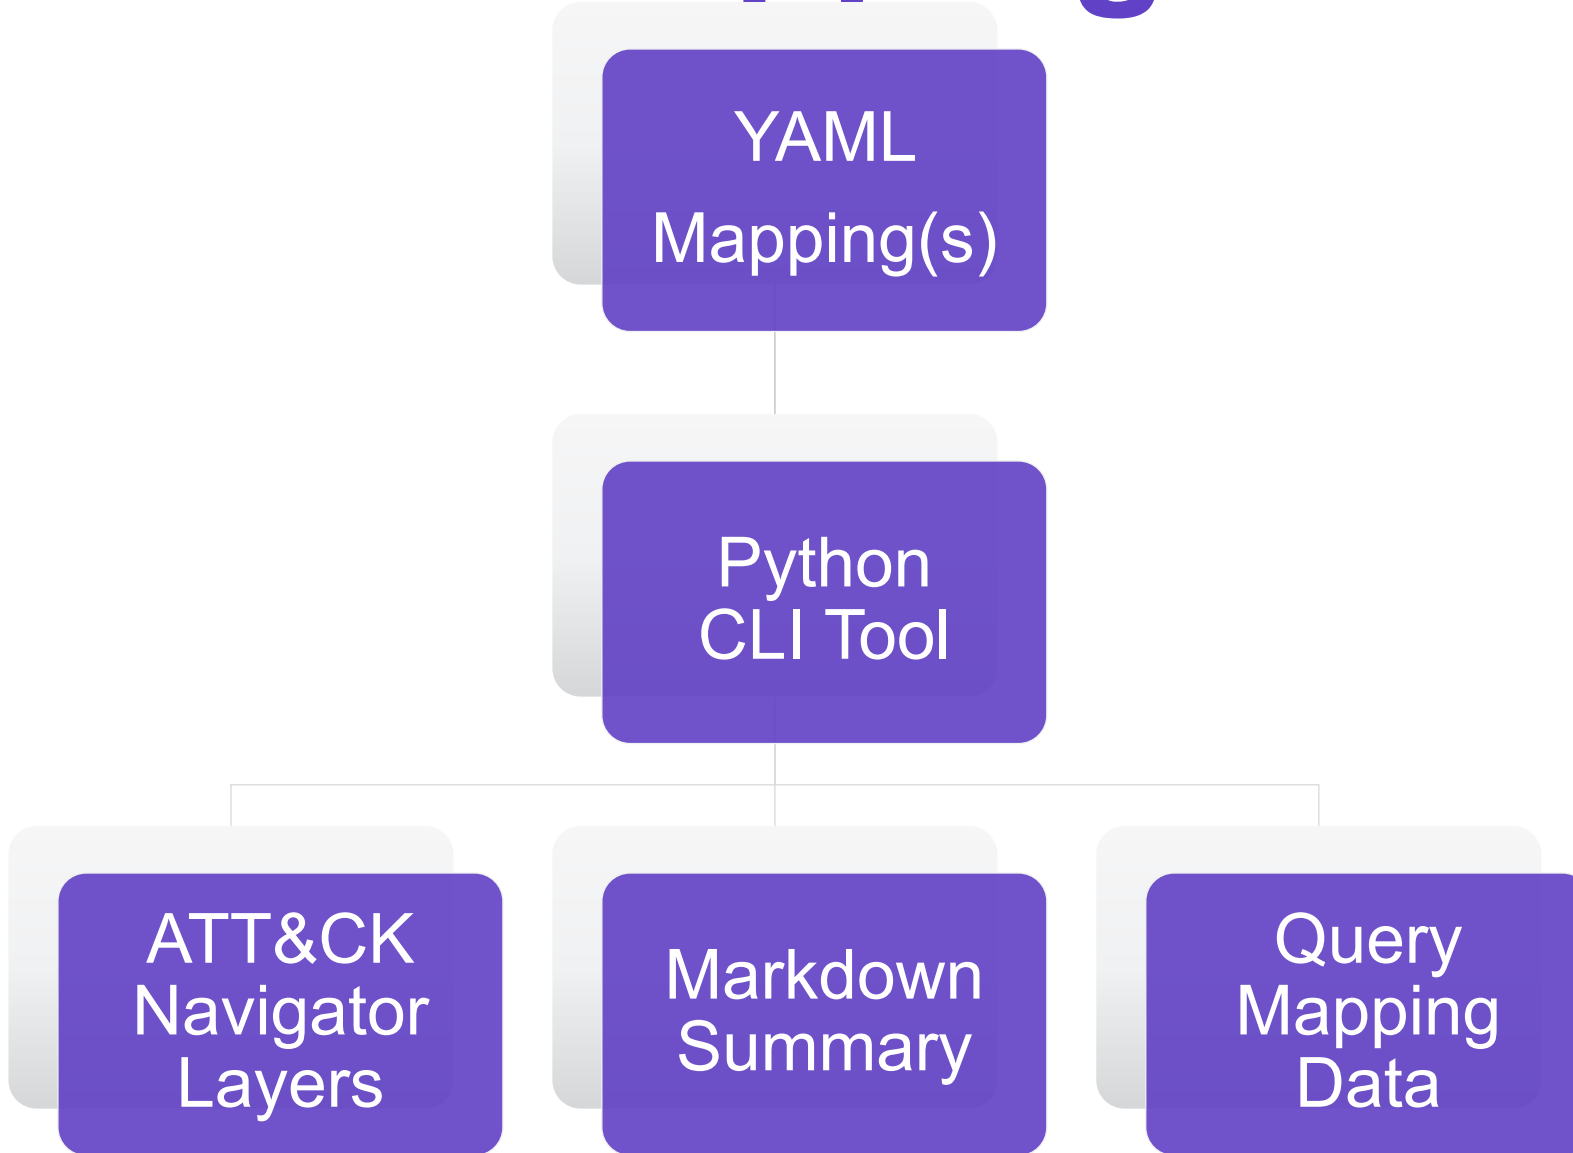 YAML
Mapping(s)
Python
CLI Tool
ATT&CK
Navigator
Layers
Markdown
Summary
Query
Mapping
Data